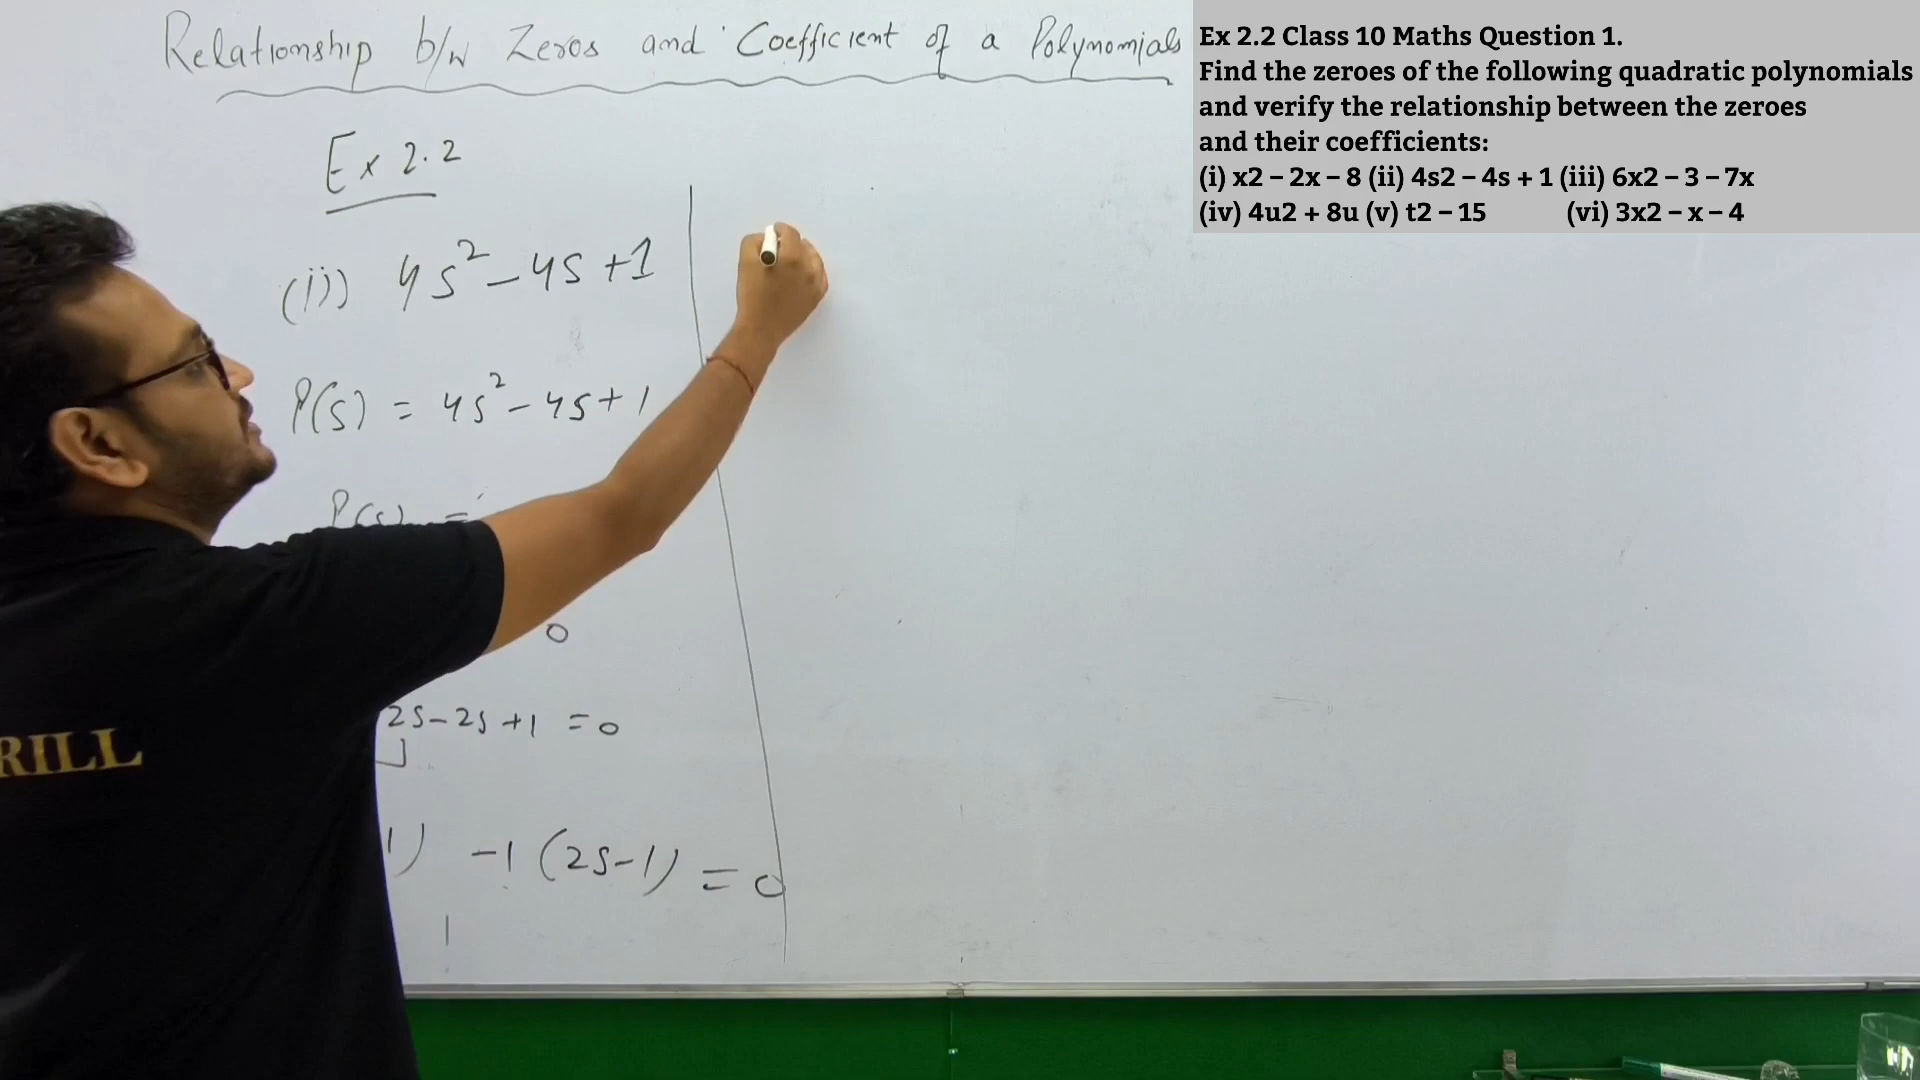 Relationship b/w Zeros and Coefficient of a Polynomials
Ex 2.2 Class 10 Maths Question 1.
Find the zeroes of the following quadratic polynomials
and verify the relationship between the zeroes
and their coefficients:
(i) x2 – 2x – 8 (ii) 4s2 – 4s + 1 (iii) 6x2 – 3 – 7x
(iv) 4u2 + 8u (v) t2 – 15 (vi) 3x2 – x – 4
Ex 2.2
(ii) 4s² - 4s + 1
P(s) = 4s² - 4s + 1
P(s) =
0
2s - 2s + 1 = 0
1) -1 (2s - 1) = 0
RILL